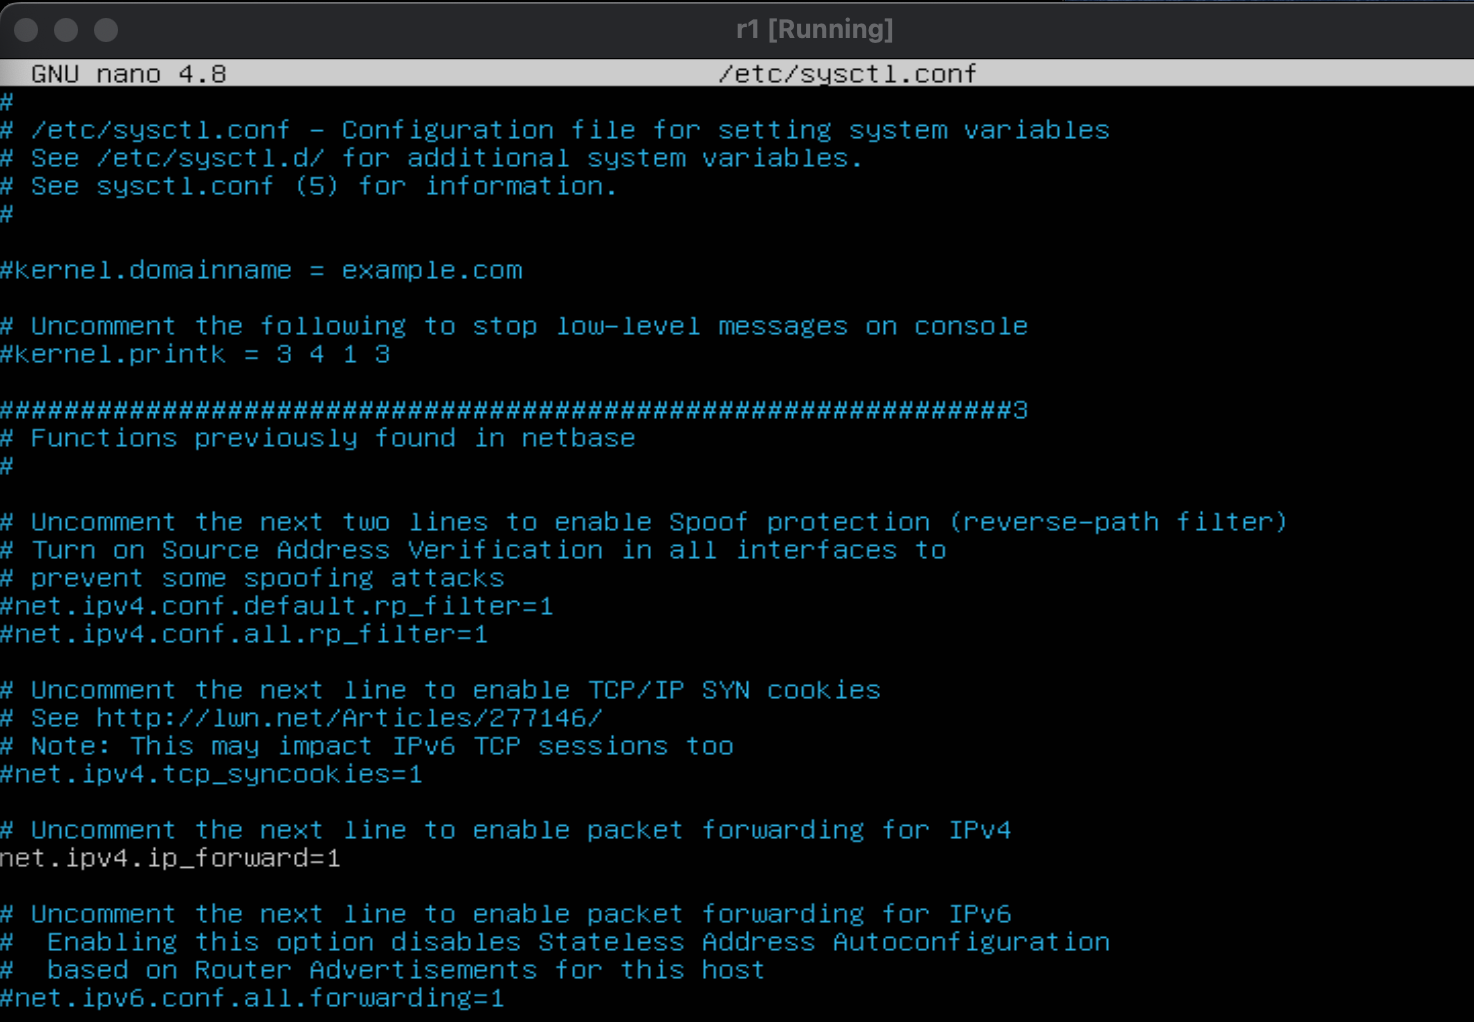 r1 [Running]
GNU nano 4.8 /etc/sysctl.conf
#
# /etc/sysctl.conf - Configuration file for setting system variables
# See /etc/sysctl.d/ for additional system variables.
# See sysctl.conf (5) for information.
#
#kernel.domainname = example.com
# Uncomment the following to stop low-level messages on console
#kernel.printk = 3 4 1 3
##############################################################3
# Functions previously found in netbase
#
# Uncomment the next two lines to enable Spoof protection (reverse-path filter)
# Turn on Source Address Verification in all interfaces to
# prevent some spoofing attacks
#net.ipv4.conf.default.rp_filter=1
#net.ipv4.conf.all.rp_filter=1
# Uncomment the next line to enable TCP/IP SYN cookies
# See http://lwn.net/Articles/277146/
# Note: This may impact IPv6 TCP sessions too
#net.ipv4.tcp_syncookies=1
# Uncomment the next line to enable packet forwarding for IPv4
net.ipv4.ip_forward=1
# Uncomment the next line to enable packet forwarding for IPv6
#  Enabling this option disables Stateless Address Autoconfiguration
#  based on Router Advertisements for this host
#net.ipv6.conf.all.forwarding=1